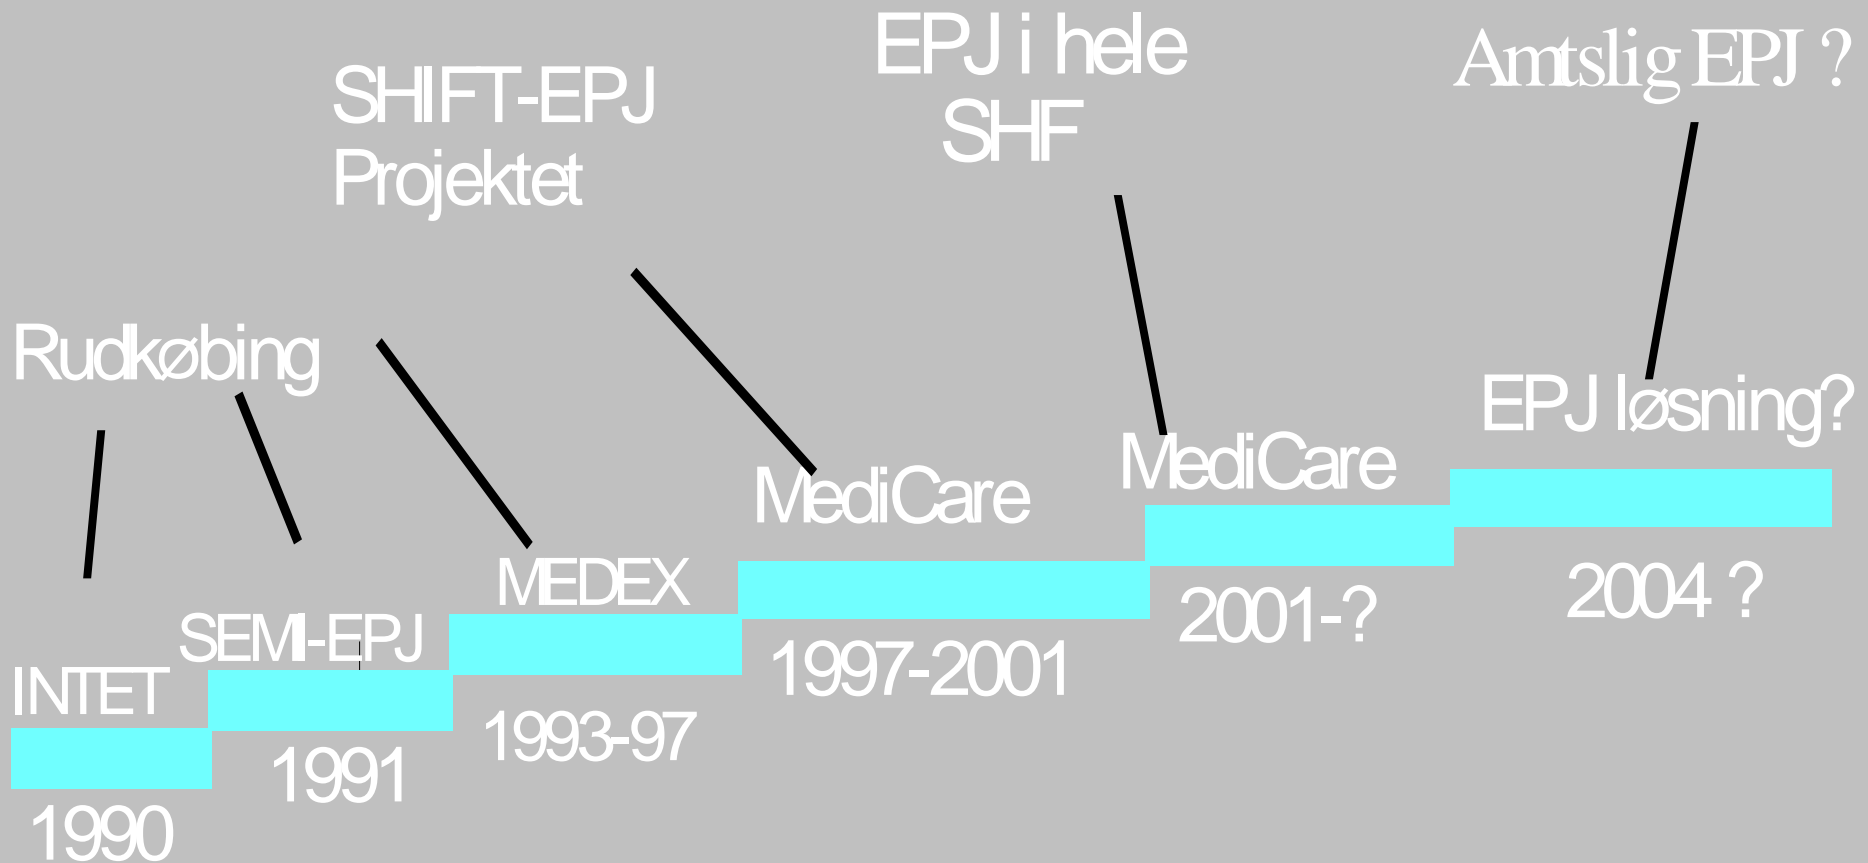 SHIFT-EPJ
Projektet
EPJ i hele
SHF
Amtslig EPJ ?
Rudkøbing
INTET
1990
SEMI-EPJ
1991
MEDEX
1993-97
MediCare
1997-2001
MediCare
2001-?
EPJ løsning?
2004 ?